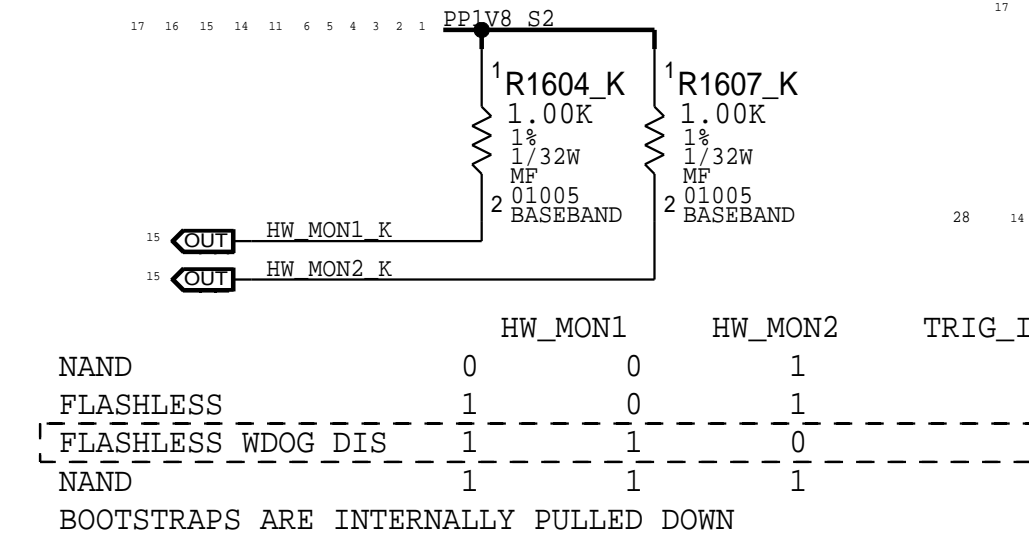 17
17 16 15 14 11 6 5 4 3 2 1 PP1V8_S2
1 R1604_K 1 R1607_K
1.00K 1.00K
1% 1%
1/32W 1/32W
MF MF
2 01005 2 01005
BASEBAND BASEBAND
28 14
15 OUT HW_MON1_K
15 OUT HW_MON2_K
HW_MON1 HW_MON2 TRIG_I
NAND 0 0 1
FLASHLESS 1 0 1
FLASHLESS WDOG DIS 1 1 0
NAND 1 1 1
BOOTSTRAPS ARE INTERNALLY PULLED DOWN